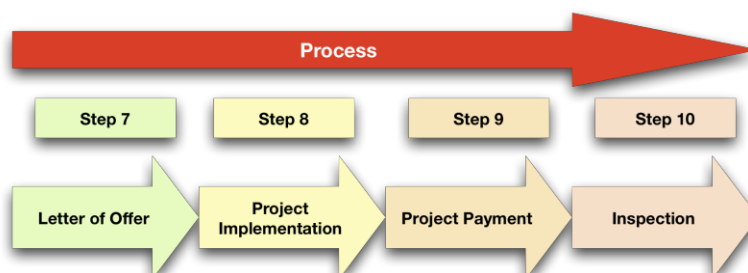 Process
Step 7
Step 8
Step 9
Step 10
Letter of Offer
Project
Implementation
Project Payment
Inspection